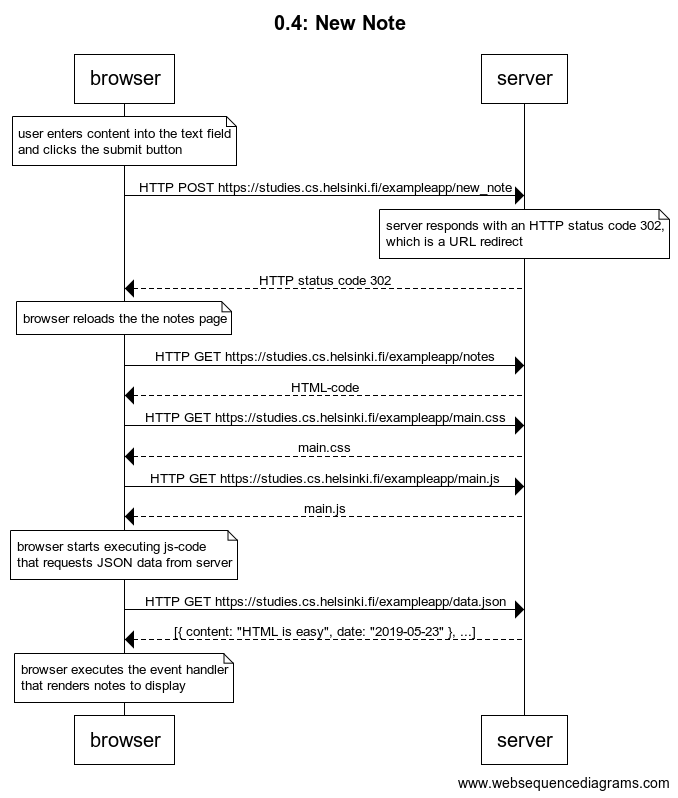 0.4: New Note
browser
server
user enters content into the text field
and clicks the submit button
HTTP POST https://studies.cs.helsinki.fi/exampleapp/new_note
server responds with an HTTP status code 302,
which is a URL redirect
HTTP status code 302
browser reloads the the notes page
HTTP GET https://studies.cs.helsinki.fi/exampleapp/notes
HTML-code
HTTP GET https://studies.cs.helsinki.fi/exampleapp/main.css
main.css
HTTP GET https://studies.cs.helsinki.fi/exampleapp/main.js
main.js
browser starts executing js-code
that requests JSON data from server
HTTP GET https://studies.cs.helsinki.fi/exampleapp/data.json
[{ content: "HTML is easy", date: "2019-05-23" }, ...]
browser executes the event handler
that renders notes to display
browser
server
www.websequencediagrams.com